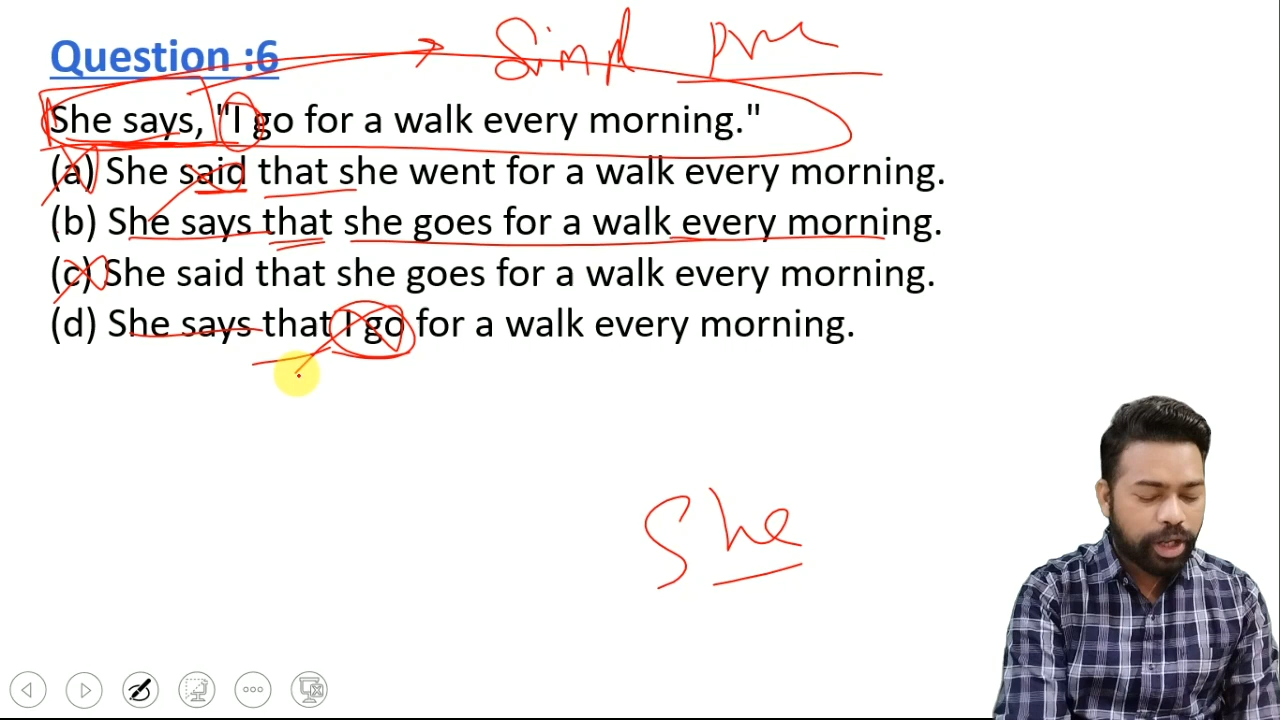 Question :6
Simpl pre
She says, "I go for a walk every morning."
(a) She said that she went for a walk every morning.
(b) She says that she goes for a walk every morning.
(c) She said that she goes for a walk every morning.
(d) She says that I go for a walk every morning.
She